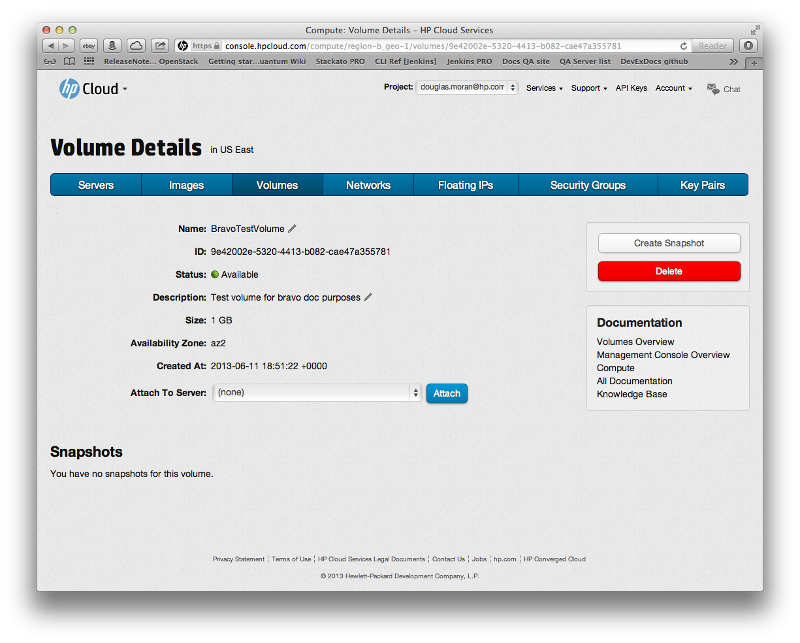 Compute: Volume Details – HP Cloud Services
ebay
https console.hpcloud.com/compute/region-b_geo-1/volumes/9e42002e-5320-4413-b082-cae47a355781 Reader
ReleaseNote... OpenStack Getting star...uantum Wiki Stackato PRO CLI Ref [Jenkins] Jenkins PRO Docs QA site QA Server list DevExDocs github
hp Cloud Project: douglas.moran@hp.com Services Support API Keys Account Chat
Volume Details in US East
Servers Images Volumes Networks Floating IPs Security Groups Key Pairs
Name: BravoTestVolume
ID: 9e42002e-5320-4413-b082-cae47a355781
Status: Available
Description: Test volume for bravo doc purposes
Size: 1 GB
Availability Zone: az2
Created At: 2013-06-11 18:51:22 +0000
Attach To Server: (none) Attach
Create Snapshot
Delete
Documentation
Volumes Overview
Management Console Overview
Compute
All Documentation
Knowledge Base
Snapshots
You have no snapshots for this volume.
Privacy Statement | Terms of Use | HP Cloud Services Legal Documents | Contact Us | Jobs | hp.com | HP Converged Cloud
© 2013 Hewlett-Packard Development Company, L.P.